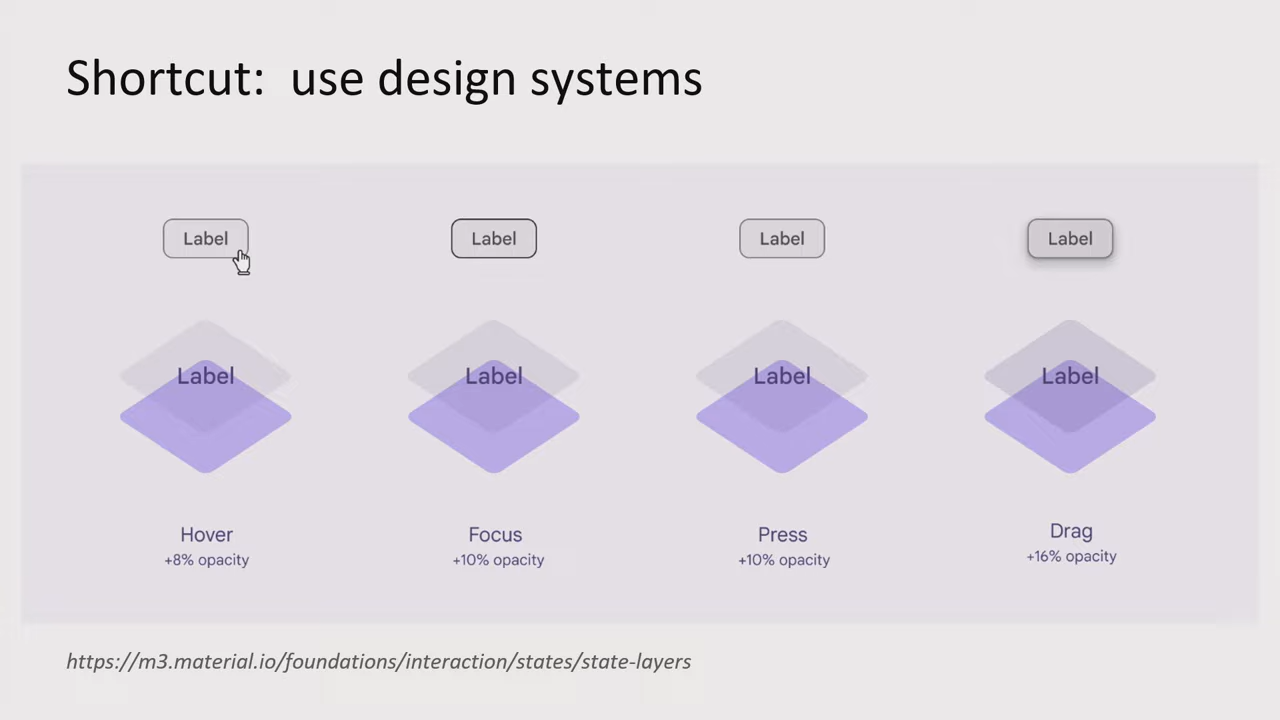 Shortcut: use design systems
Label
Label
Label
Label
Label
Label
Label
Label
Hover
Focus
Press
Drag
+8% opacity
+10% opacity
+10% opacity
+16% opacity
https://m3.material.io/foundations/interaction/states/state-layers